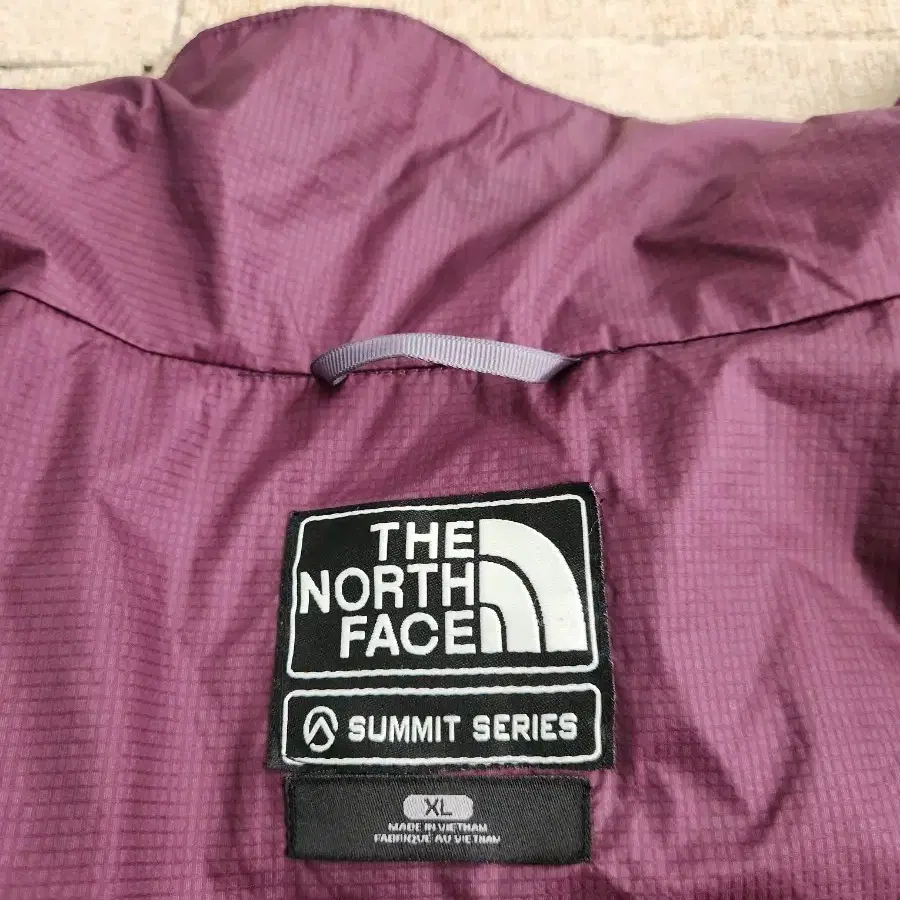 THE
NORTH
FACE
SUMMIT SERIES
XL
MADE IN VIETNAM
FABRIQUÉ AU VIETNAM